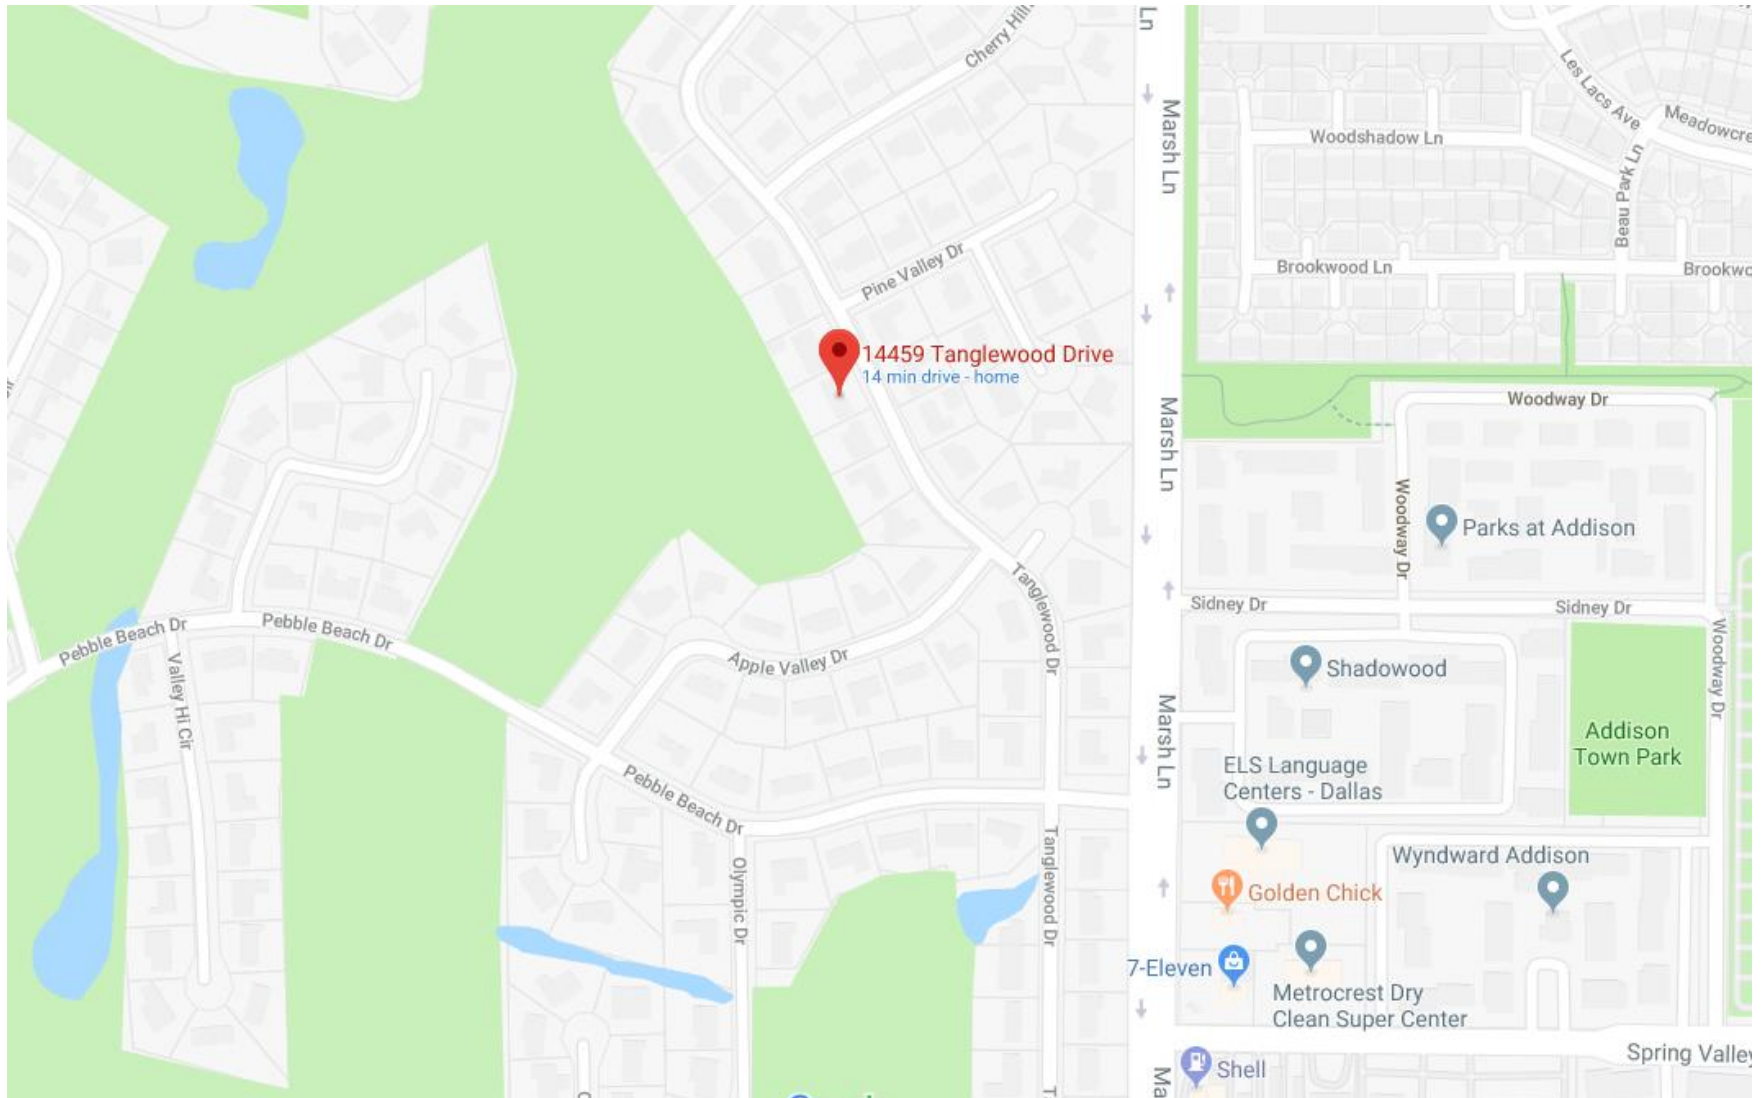 Cherry Hills
Ln
Les Lacs Ave
Marsh Ln
Woodshadow Ln
Meadowcre
Beau Park Ln
Pine Valley Dr
Brookwood Ln
Brookwo
14459 Tanglewood Drive
14 min drive - home
Marsh Ln
Woodway Dr
Woodway Dr
Parks at Addison
Tanglewood Dr
Sidney Dr
Sidney Dr
Pebble Beach Dr
Pebble Beach Dr
Valley Hi Cir
Apple Valley Dr
Shadowood
Woodway Dr
Marsh Ln
Addison
Town Park
ELS Language
Centers - Dallas
Pebble Beach Dr
Olympic Dr
Tanglewood Dr
Wyndward Addison
Golden Chick
7-Eleven
Metrocrest Dry
Clean Super Center
Spring Valley
Shell
Ma